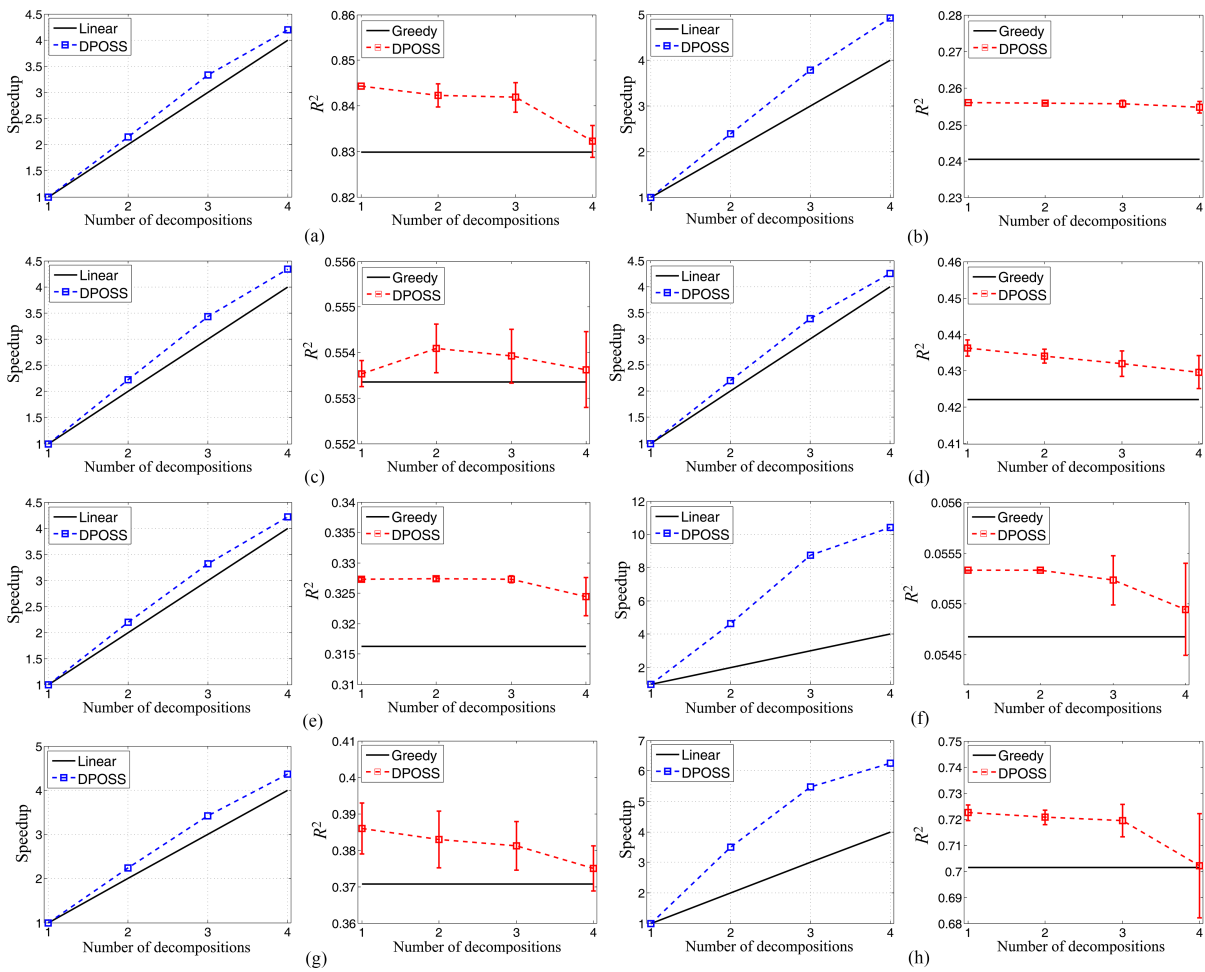 Speedup
4.5
4
3.5
3
2.5
2
1.5
1
Linear
DPOSS
1 2 3 4
Number of decompositions
R²
0.86
0.85
0.84
0.83
0.82
Greedy
DPOSS
1 2 3 4
Number of decompositions
(a)
Speedup
5
4
3
2
1
Linear
DPOSS
1 2 3 4
Number of decompositions
R²
0.28
0.27
0.26
0.25
0.24
0.23
Greedy
DPOSS
1 2 3 4
Number of decompositions
(b)
Speedup
4.5
4
3.5
3
2.5
2
1.5
1
Linear
DPOSS
1 2 3 4
Number of decompositions
R²
0.556
0.555
0.554
0.553
0.552
Greedy
DPOSS
1 2 3 4
Number of decompositions
(c)
Speedup
4.5
4
3.5
3
2.5
2
1.5
1
Linear
DPOSS
1 2 3 4
Number of decompositions
R²
0.46
0.45
0.44
0.43
0.42
0.41
Greedy
DPOSS
1 2 3 4
Number of decompositions
(d)
Speedup
4.5
4
3.5
3
2.5
2
1.5
1
Linear
DPOSS
1 2 3 4
Number of decompositions
R²
0.34
0.335
0.33
0.325
0.32
0.315
0.31
Greedy
DPOSS
1 2 3 4
Number of decompositions
(e)
Speedup
12
10
8
6
4
2
Linear
DPOSS
1 2 3 4
Number of decompositions
R²
0.056
0.0555
0.055
0.0545
Greedy
DPOSS
1 2 3 4
Number of decompositions
(f)
Speedup
5
4
3
2
1
Linear
DPOSS
1 2 3 4
Number of decompositions
R²
0.41
0.4
0.39
0.38
0.37
0.36
Greedy
DPOSS
1 2 3 4
Number of decompositions
(g)
Speedup
7
6
5
4
3
2
1
Linear
DPOSS
1 2 3 4
Number of decompositions
R²
0.75
0.74
0.73
0.72
0.71
0.7
0.69
0.68
Greedy
DPOSS
1 2 3 4
Number of decompositions
(h)